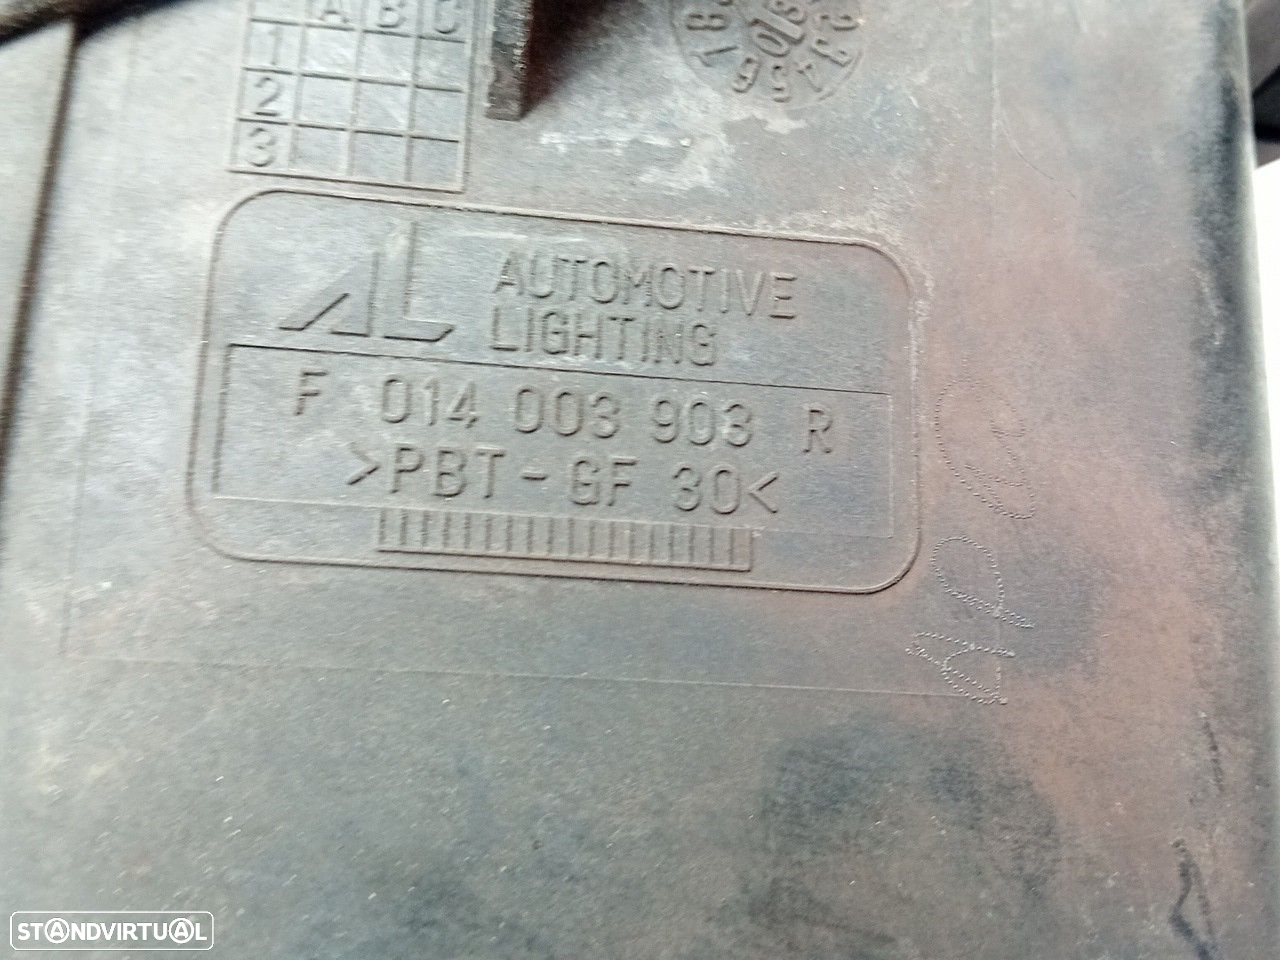 A B C
1
2
3
AL AUTOMOTIVE
LIGHTING
F 014 003 903 R
>PBT-GF 30<
STANDVIRTUAL